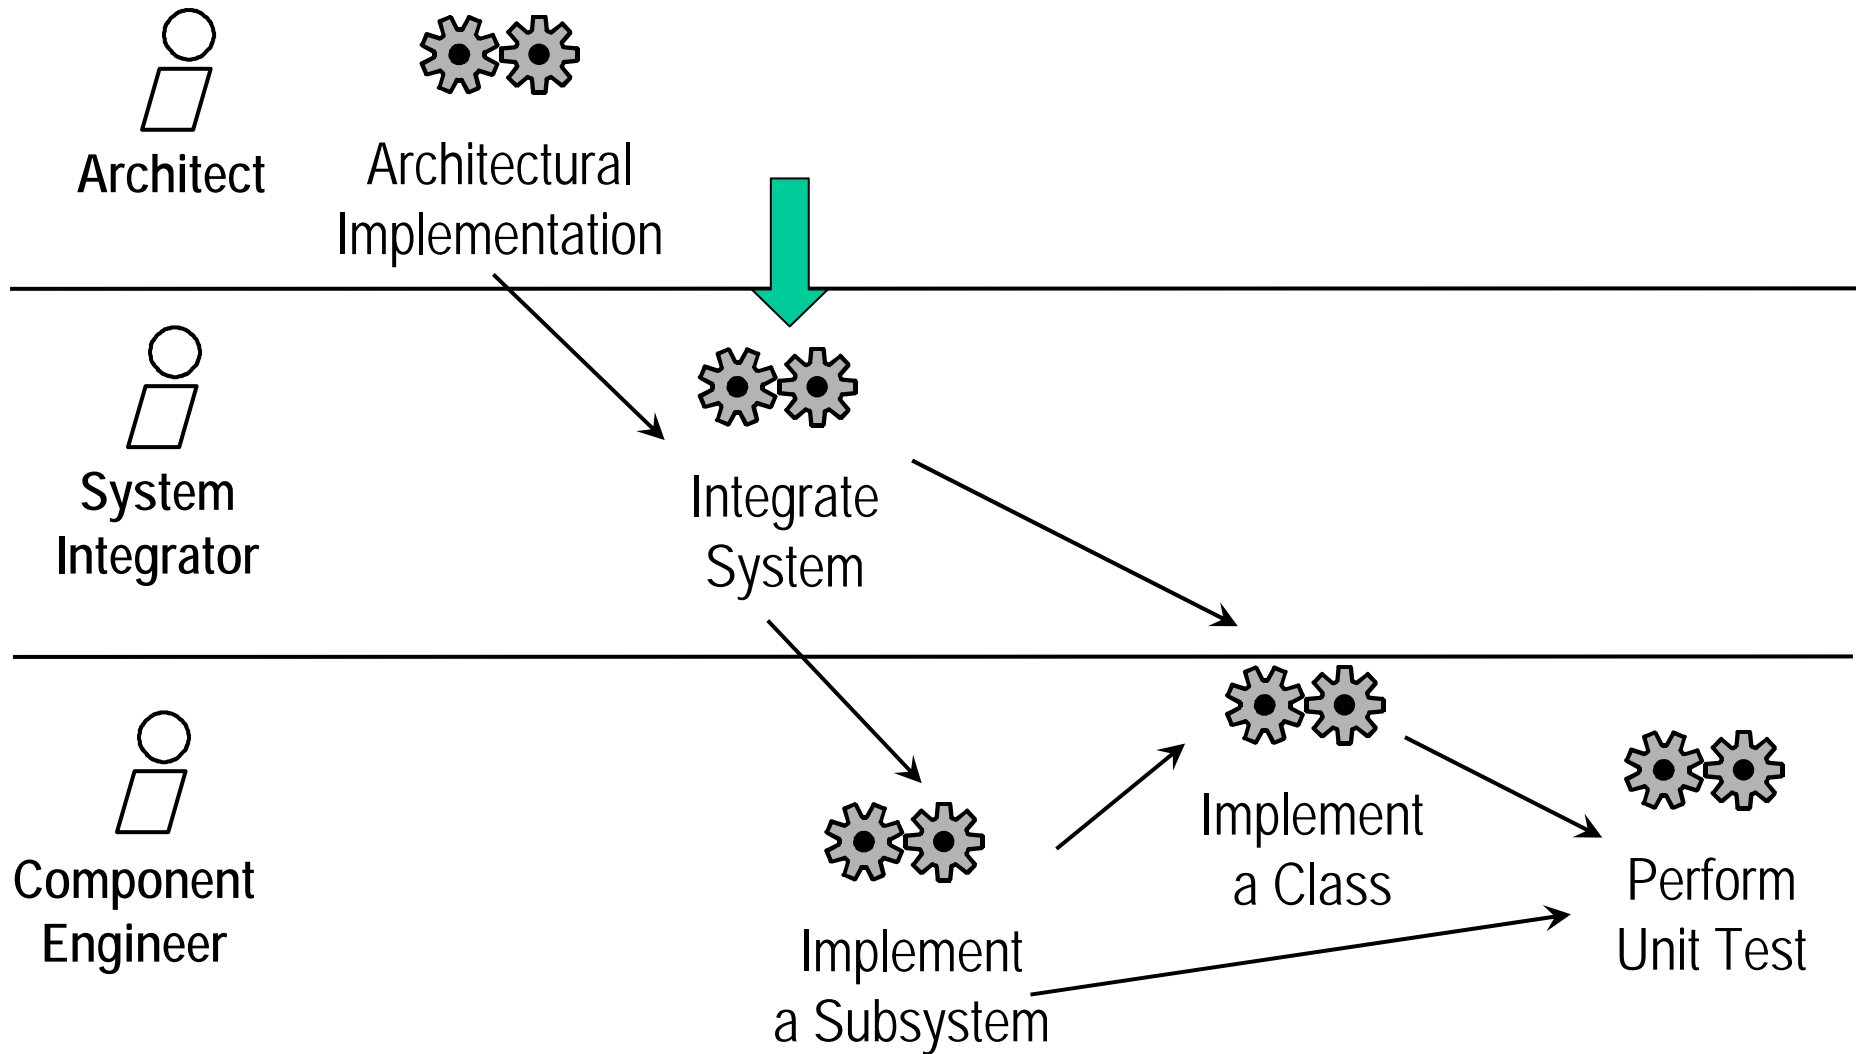 Architect
Architectural
Implementation
System
Integrator
Integrate
System
Component
Engineer
Implement
a Subsystem
Implement
a Class
Perform
Unit Test